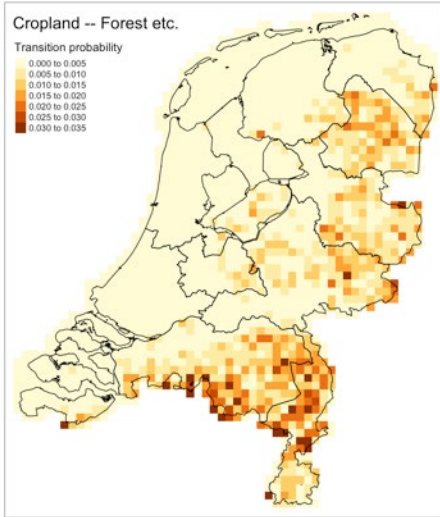 Cropland -- Forest etc.
Transition probability
0.000 to 0.005
0.005 to 0.010
0.010 to 0.015
0.015 to 0.020
0.020 to 0.025
0.025 to 0.030
0.030 to 0.035